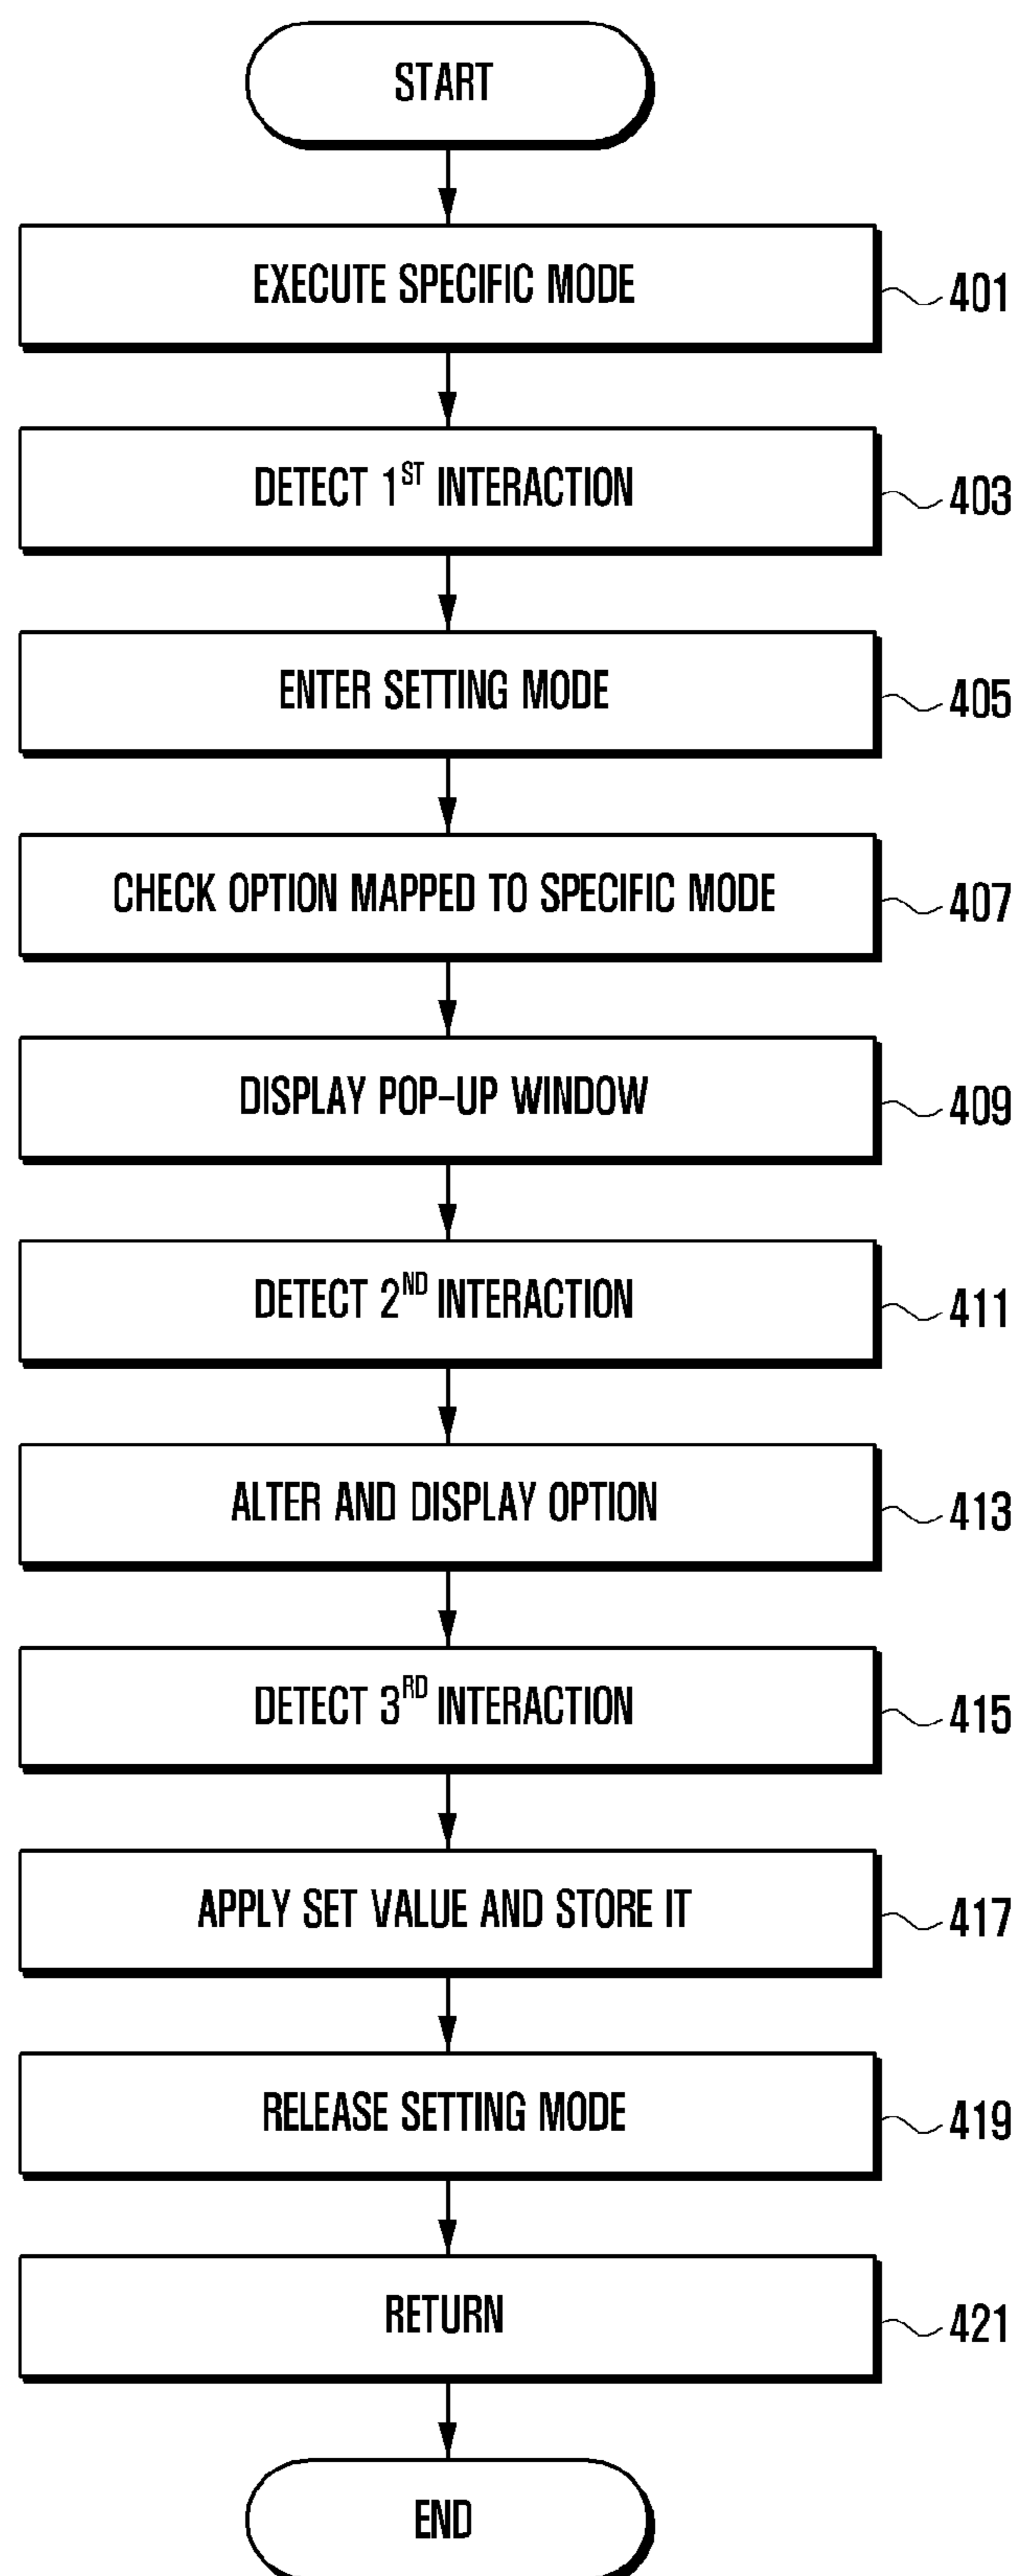 START
EXECUTE SPECIFIC MODE
401
DETECT 1ST INTERACTION
403
ENTER SETTING MODE
405
CHECK OPTION MAPPED TO SPECIFIC MODE
407
DISPLAY POP-UP WINDOW
409
DETECT 2ND INTERACTION
411
ALTER AND DISPLAY OPTION
413
DETECT 3RD INTERACTION
415
APPLY SET VALUE AND STORE IT
417
RELEASE SETTING MODE
419
RETURN
421
END